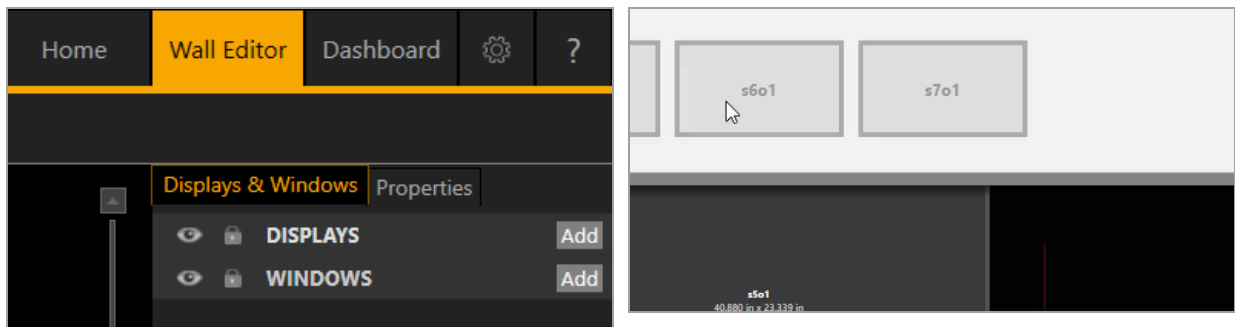 Home Wall Editor Dashboard ?
Displays & Windows Properties
DISPLAYS Add
WINDOWS Add
s6o1 s7o1
s5o1
40.880 in x 23.339 in